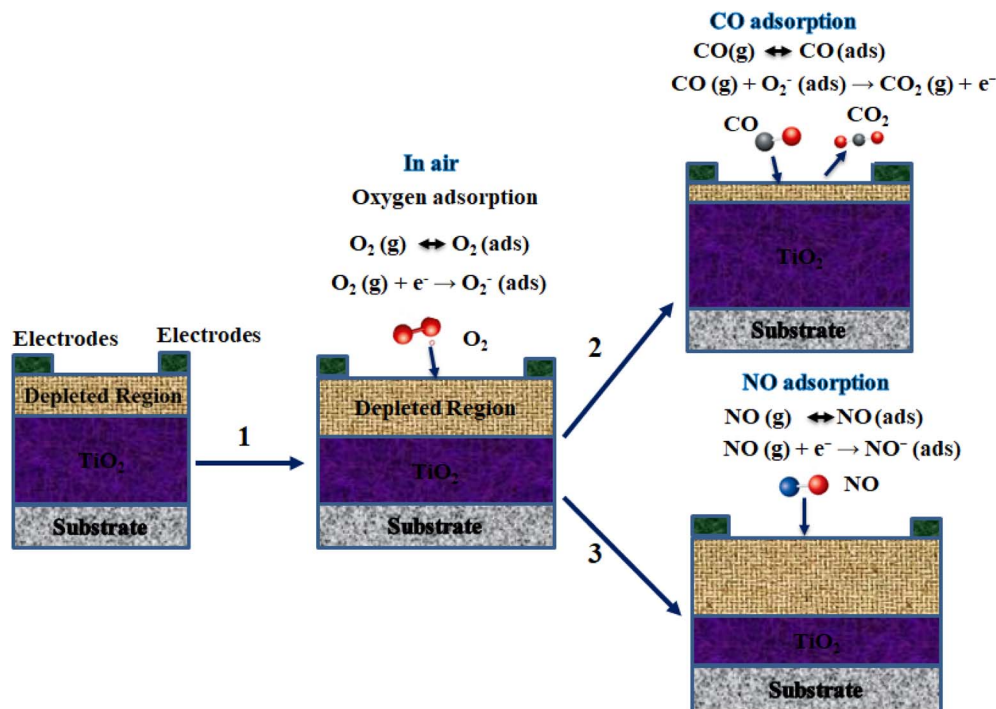 Electrodes
Electrodes
Depleted Region
TiO₂
Substrate
1
In air
Oxygen adsorption
O₂ (g) ↔ O₂ (ads)
O₂ (g) + e⁻ → O₂⁻ (ads)
O₂
Depleted Region
TiO₂
Substrate
2
CO adsorption
CO(g) ↔ CO (ads)
CO (g) + O₂⁻ (ads) → CO₂ (g) + e⁻
CO
CO₂
TiO₂
Substrate
3
NO adsorption
NO (g) ↔ NO (ads)
NO (g) + e⁻ → NO⁻ (ads)
NO
TiO₂
Substrate